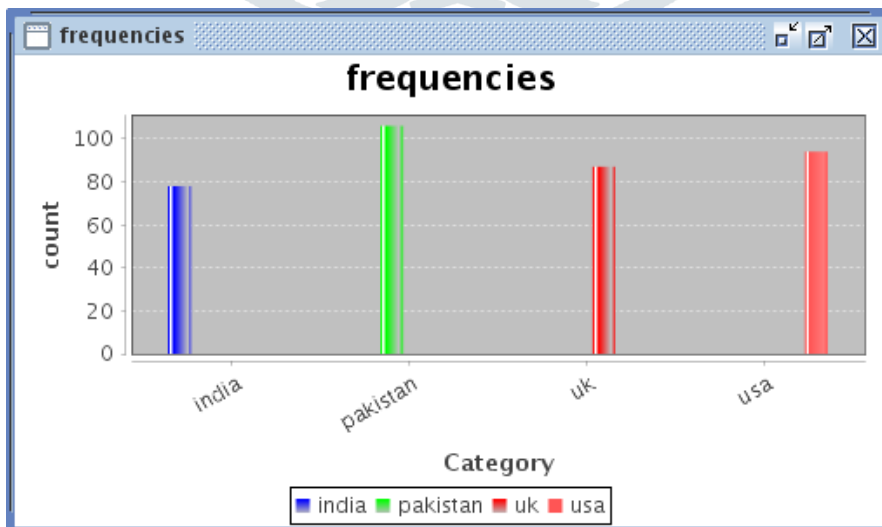 frequencies
frequencies
100
80
60
40
20
0
count
india pakistan uk usa
Category
india pakistan uk usa